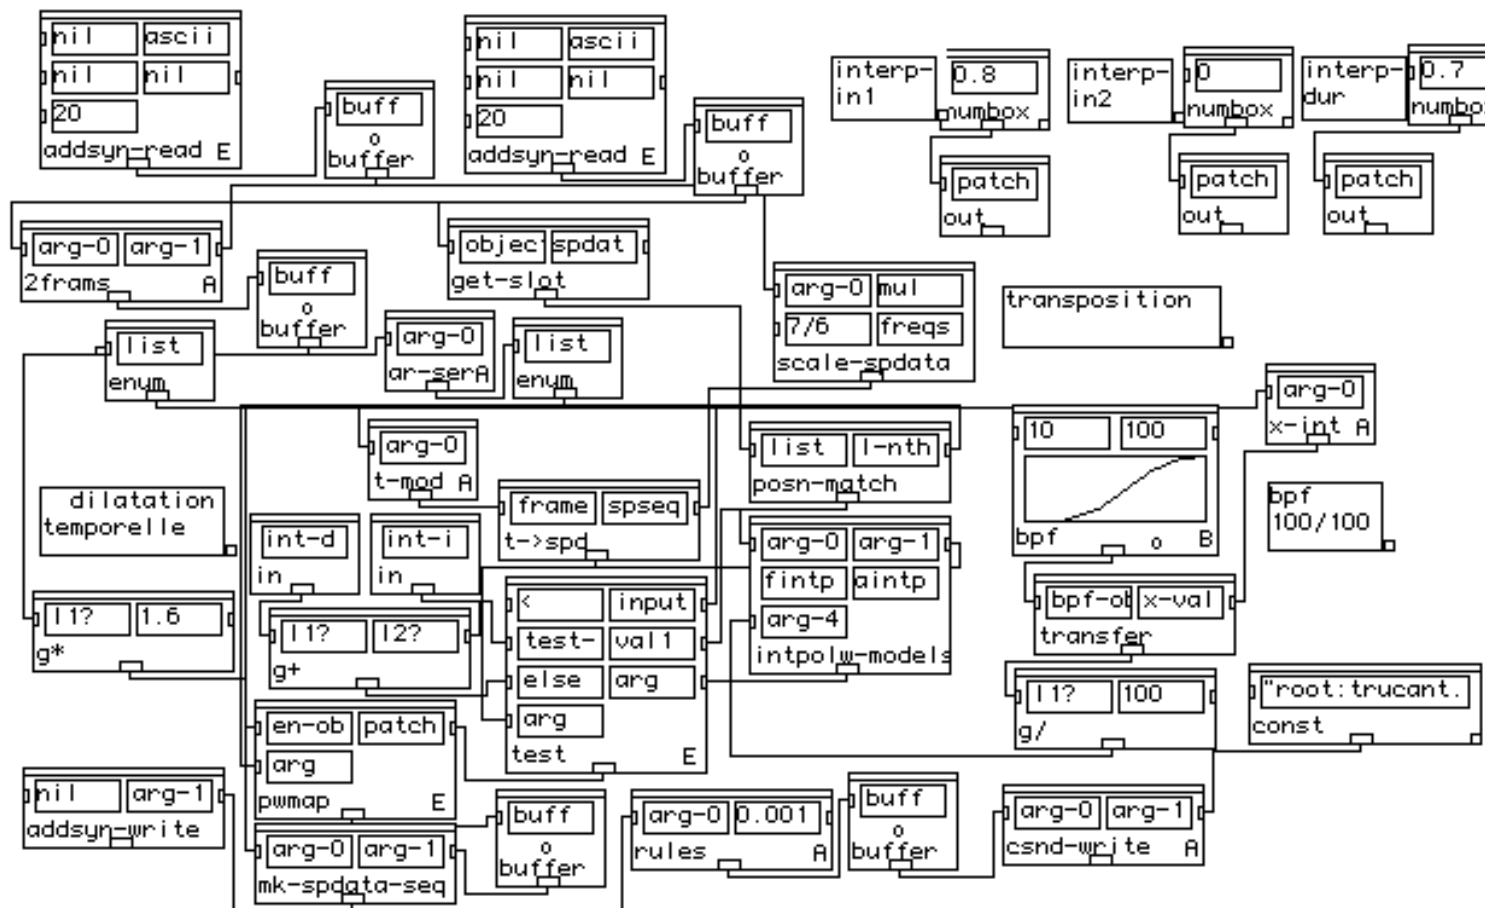 nil ascii
nil nil
20
addsyn-read E
buff
o
buffer
nil ascii
nil nil
20
addsyn-read E
buff
o
buffer
interp-
in1
0.8
numbox
patch
out
interp-
in2
0
numbox
patch
out
interp-
dur
0.7
numbox
patch
out
arg-0 arg-1
2frams A
buff
o
buffer
objec spdat
get-slot
arg-0 mul
7/6 freqs
scale-spdata
transposition
list
enum
arg-0
ar-ser A
list
enum
arg-0
x-int A
arg-0
t-mod A
list l-nth
posn-match
10 100
bpf o B
bpf
100/100
dilatation
temporelle
int-d
in
int-i
in
frame spseq
t->spd
arg-0 arg-1
fintp aintp
arg-4
intpolw-models
l1? 1.6
g*
l1? l2?
g+
< input
test- val1
else arg
arg
test E
bpf-ob x-val
transfer
l1? 100
g/
"root:trucant.
const
en-ob patch
arg
pwmap E
nil arg-1
addsyn-write
arg-0 arg-1
mk-spdata-seq
buff
o
buffer
arg-0 0.001
rules A
buff
o
buffer
arg-0 arg-1
csnd-write A